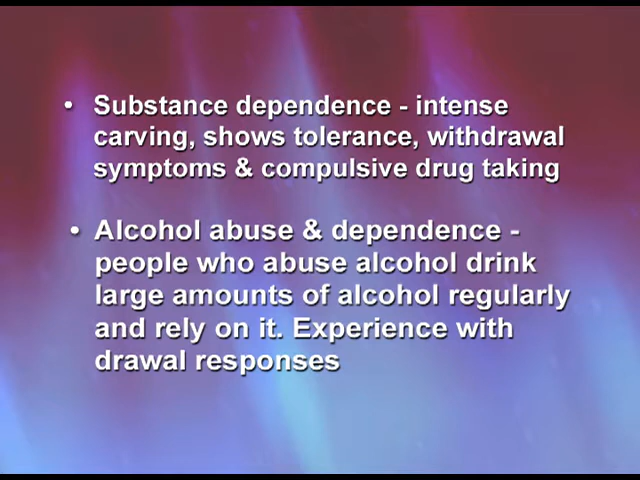 • Substance dependence - intense
carving, shows tolerance, withdrawal
symptoms & compulsive drug taking
• Alcohol abuse & dependence -
people who abuse alcohol drink
large amounts of alcohol regularly
and rely on it. Experience with
drawal responses